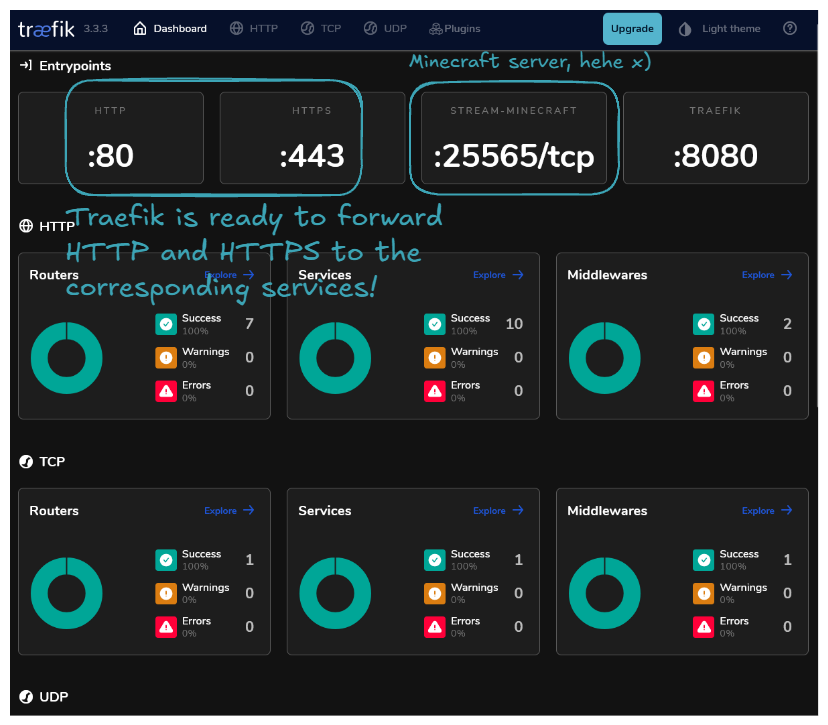 træfik 3.3.3 Dashboard HTTP TCP UDP Plugins Upgrade Light theme
Minecraft server, hehe x)
Entrypoints
HTTP HTTPS STREAM-MINECRAFT TRAEFIK
:80 :443 :25565/tcp :8080
Traefik is ready to forward
HTTP and HTTPS to the
corresponding services!
HTTP
Routers Explore Services Explore Middlewares Explore
Success 7 Success 10 Success 2
100% 100% 100%
Warnings 0 Warnings 0 Warnings 0
0% 0% 0%
Errors 0 Errors 0 Errors 0
0% 0% 0%
TCP
Routers Explore Services Explore Middlewares Explore
Success 1 Success 1 Success 1
100% 100% 100%
Warnings 0 Warnings 0 Warnings 0
0% 0% 0%
Errors 0 Errors 0 Errors 0
0% 0% 0%
UDP